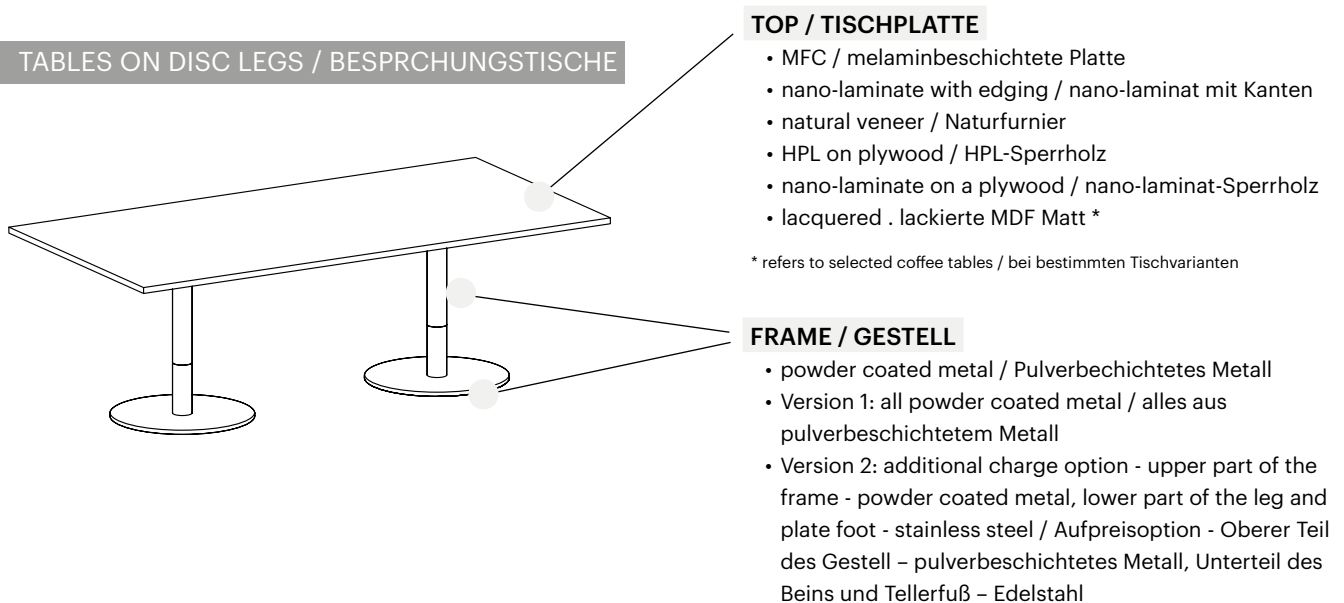 TABLES ON DISC LEGS / BESPRCHUNGSTISCHE
TOP / TISCHPLATTE
• MFC / melaminbeschichtete Platte
• nano-laminate with edging / nano-laminat mit Kanten
• natural veneer / Naturfurnier
• HPL on plywood / HPL-Sperrholz
• nano-laminate on a plywood / nano-laminat-Sperrholz
• lacquered . lackierte MDF Matt *
* refers to selected coffee tables / bei bestimmten Tischvarianten
FRAME / GESTELL
• powder coated metal / Pulverbechichtetes Metall
• Version 1: all powder coated metal / alles aus
pulverbeschichtetem Metall
• Version 2: additional charge option - upper part of the
frame - powder coated metal, lower part of the leg and
plate foot - stainless steel / Aufpreisoption - Oberer Teil
des Gestell – pulverbeschichtetes Metall, Unterteil des
Beins und Tellerfuß – Edelstahl